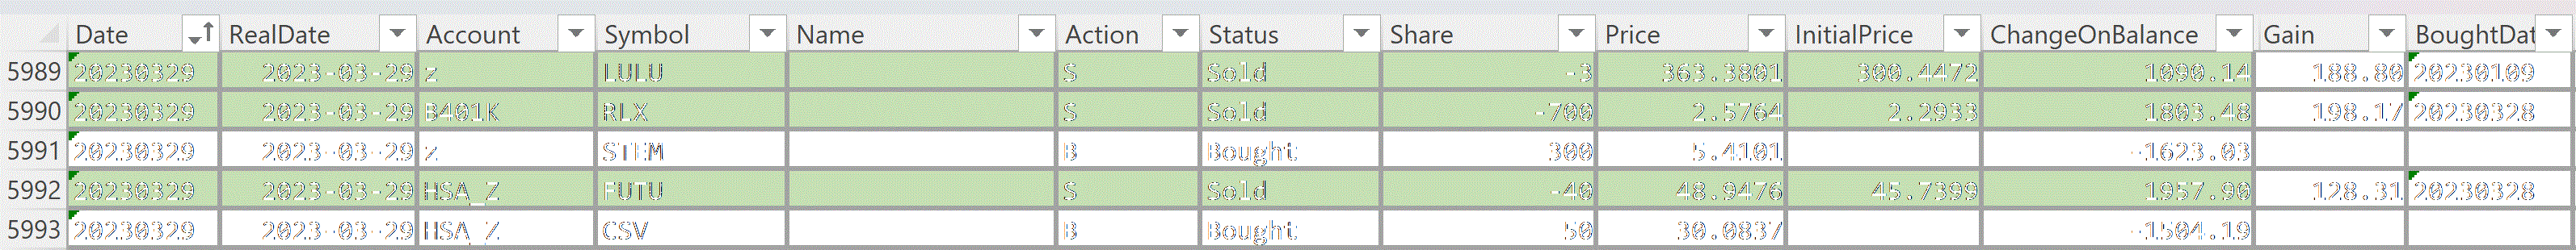 Date RealDate Account Symbol Name Action Status Share Price InitialPrice ChangeOnBalance Gain BoughtDat
5989 20230329 2023-03-29 z LULU S Sold -3 363.3801 300.4472 1090.14 188.80 20230109
5990 20230329 2023-03-29 B401K RLX S Sold -700 2.5764 2.2933 1803.48 198.17 20230328
5991 20230329 2023-03-29 z STEM B Bought 300 5.4101 -1623.03
5992 20230329 2023-03-29 HSA_Z FUTU S Sold -40 48.9476 45.7399 1957.90 128.31 20230328
5993 20230329 2023-03-29 HSA_Z CSV B Bought 50 30.0837 -1504.19